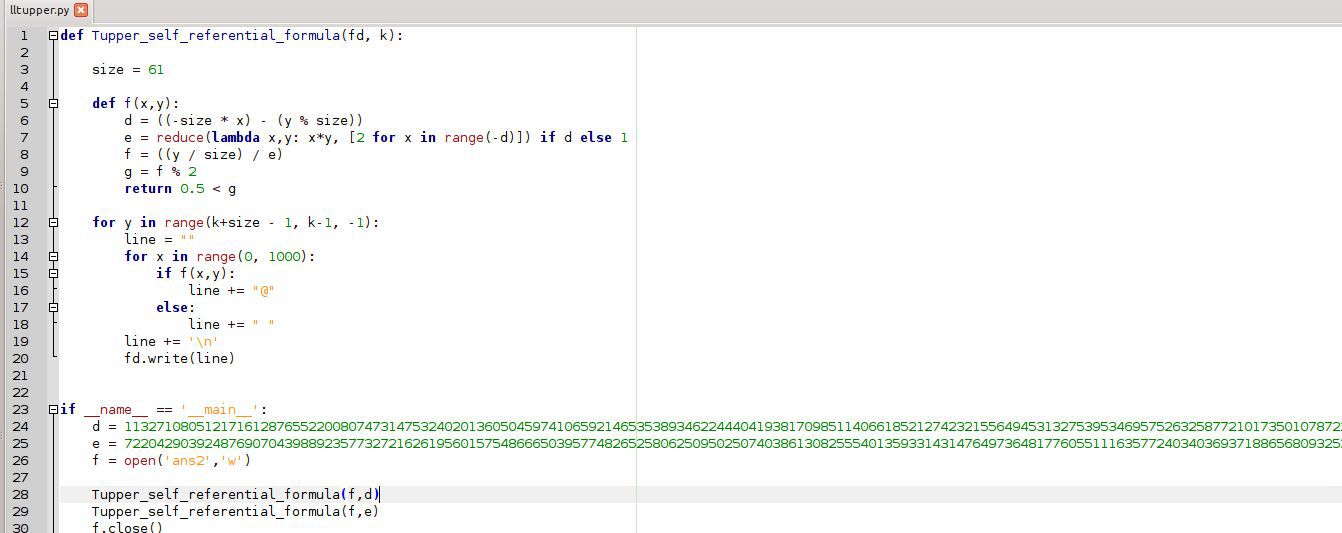 lltupper.py
1 def Tupper_self_referential_formula(fd, k):
2
3     size = 61
4
5     def f(x,y):
6         d = ((-size * x) - (y % size))
7         e = reduce(lambda x,y: x*y, [2 for x in range(-d)]) if d else 1
8         f = ((y / size) / e)
9         g = f % 2
10         return 0.5 < g
11
12     for y in range(k+size - 1, k-1, -1):
13         line = ""
14         for x in range(0, 1000):
15             if f(x,y):
16                 line += "@"
17             else:
18                 line += " "
19         line += '\n'
20         fd.write(line)
21
22
23 if __name__ == '__main__':
24     d = 11327108051217161287655220080747314753240201360504597410659214653538934622444041938170985114066185212742321556494531327539534695752632587721017350107872
25     e = 7220429039248769070439889235773272162619560157548666503957748265258062509502507403861308255540135933143147649736481776055111163577240340369371886568093252
26     f = open('ans2','w')
27
28     Tupper_self_referential_formula(f,d)
29     Tupper_self_referential_formula(f,e)
30     f.close()